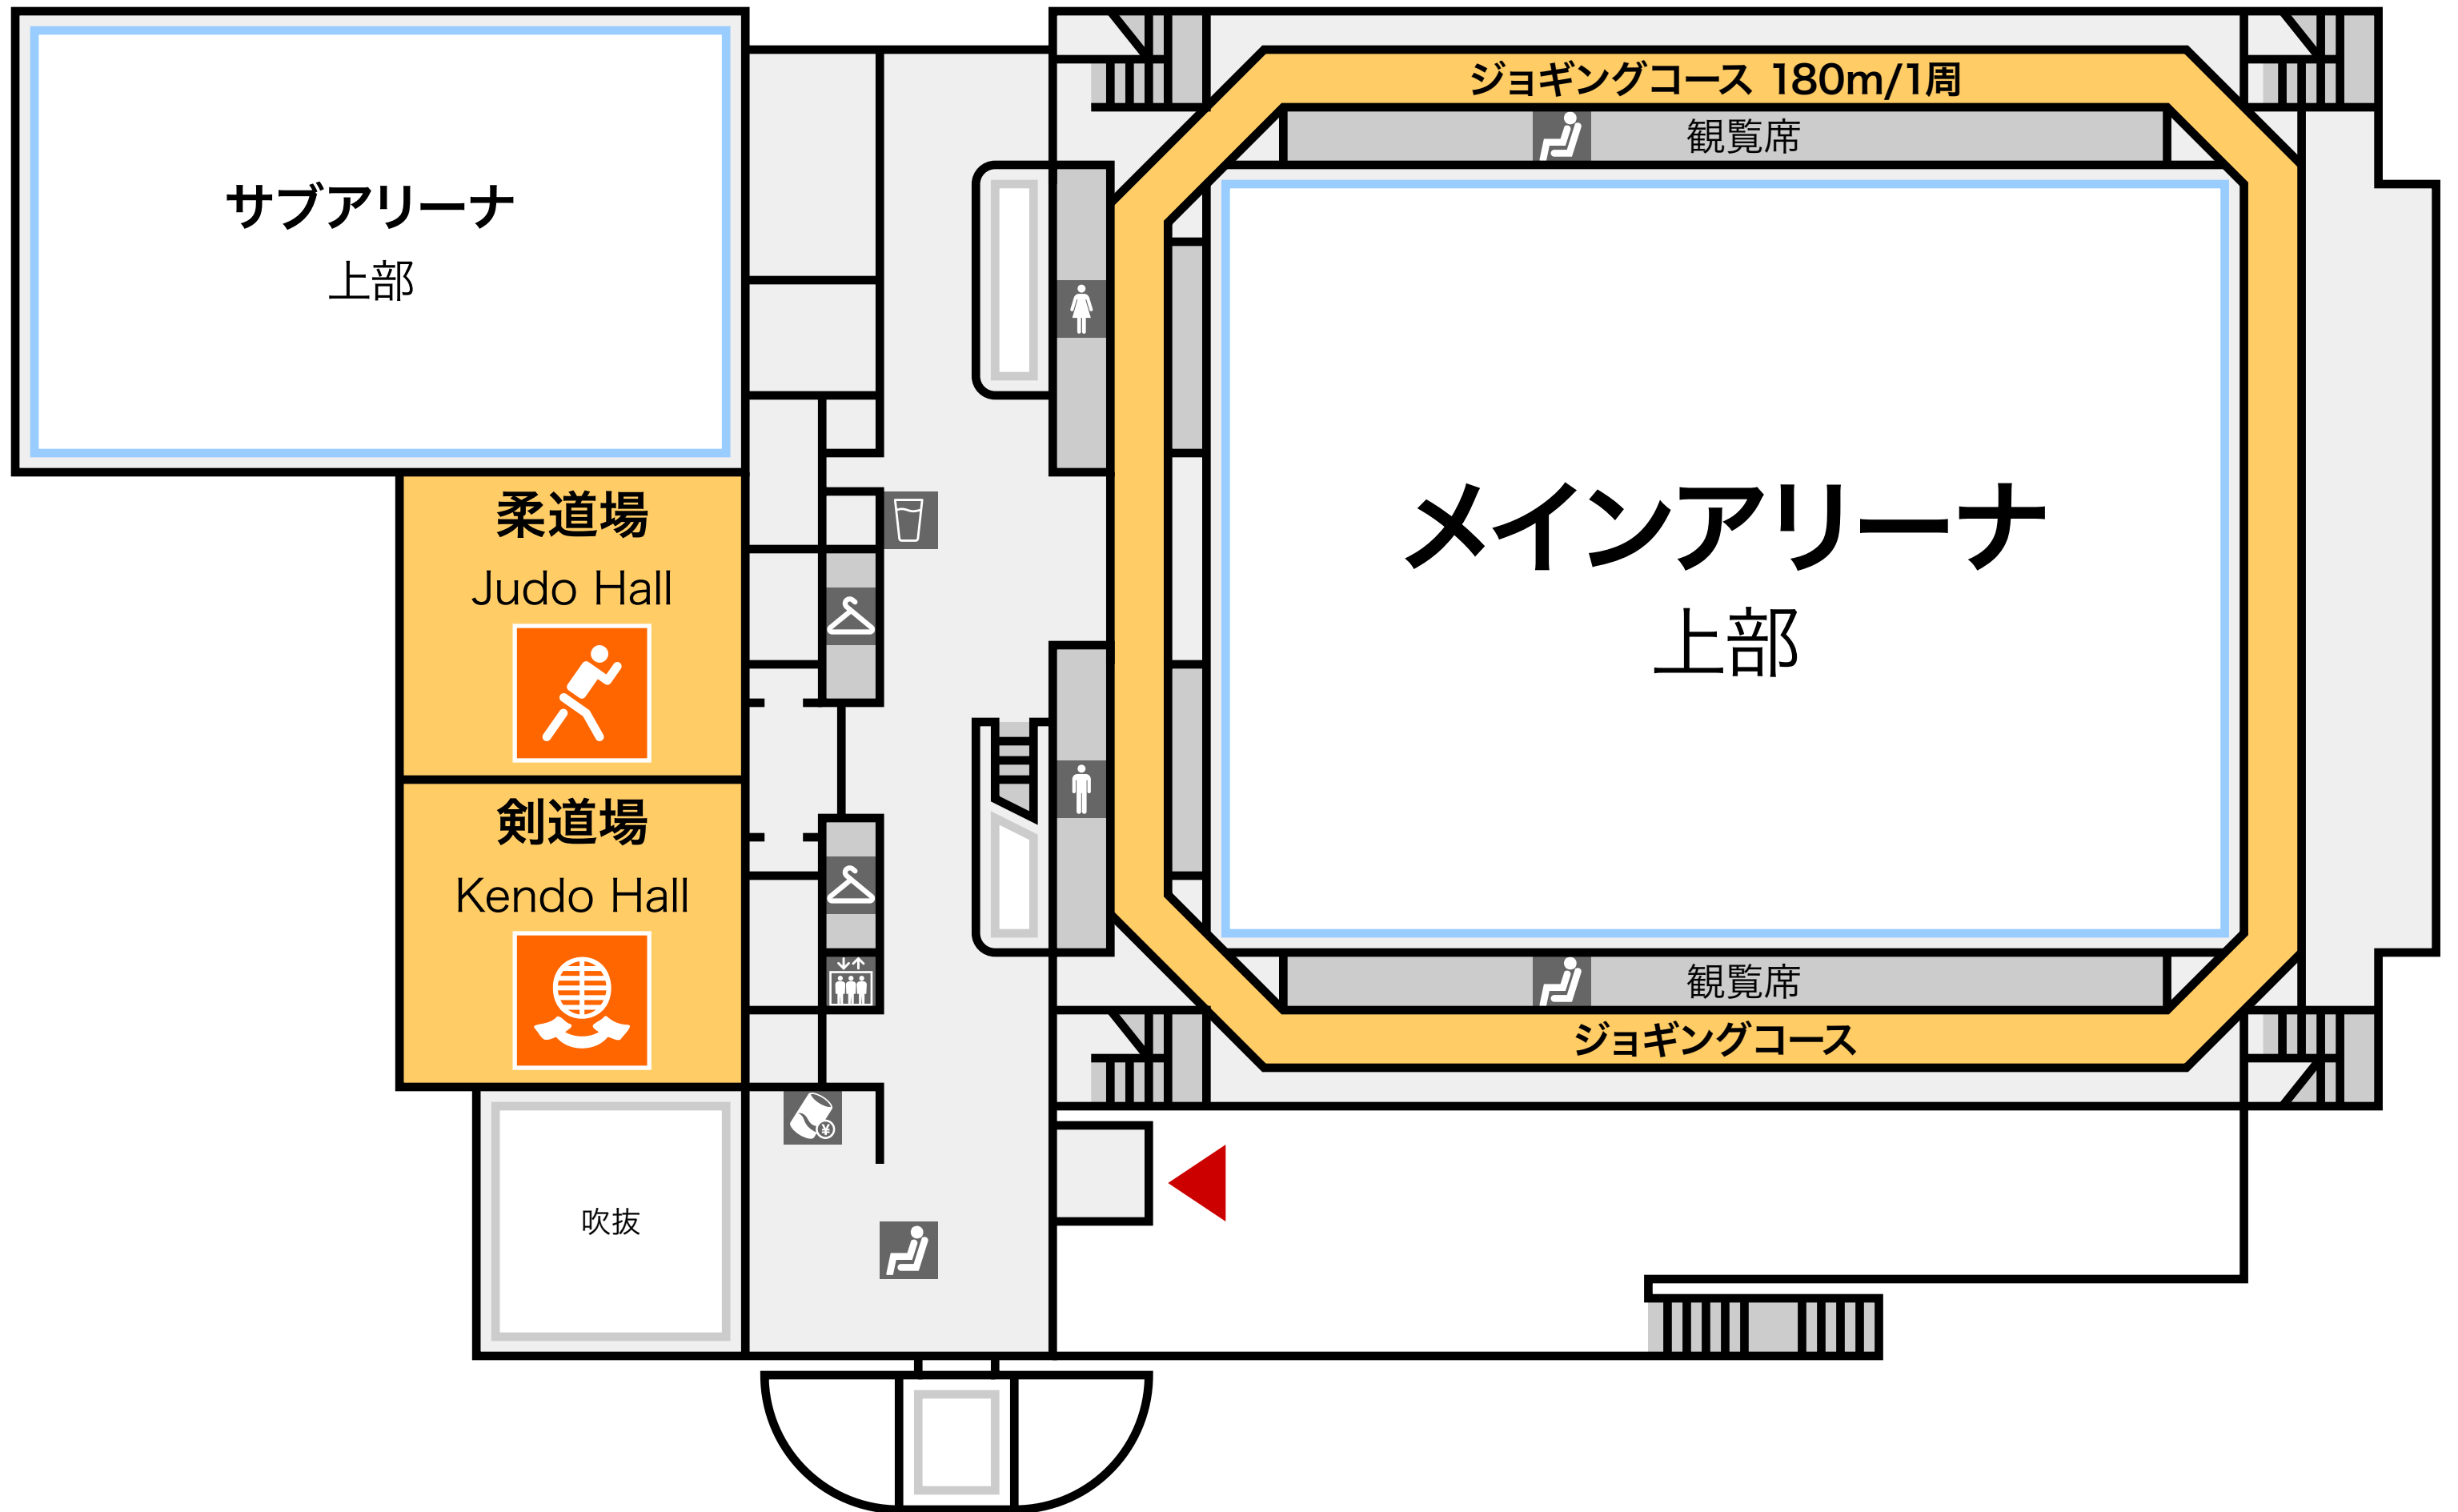 サブアリーナ
上部
柔道場
Judo Hall
剣道場
Kendo Hall
吹抜
ジョギングコース 180m/1周
観覧席
メインアリーナ
上部
観覧席
ジョギングコース
¥